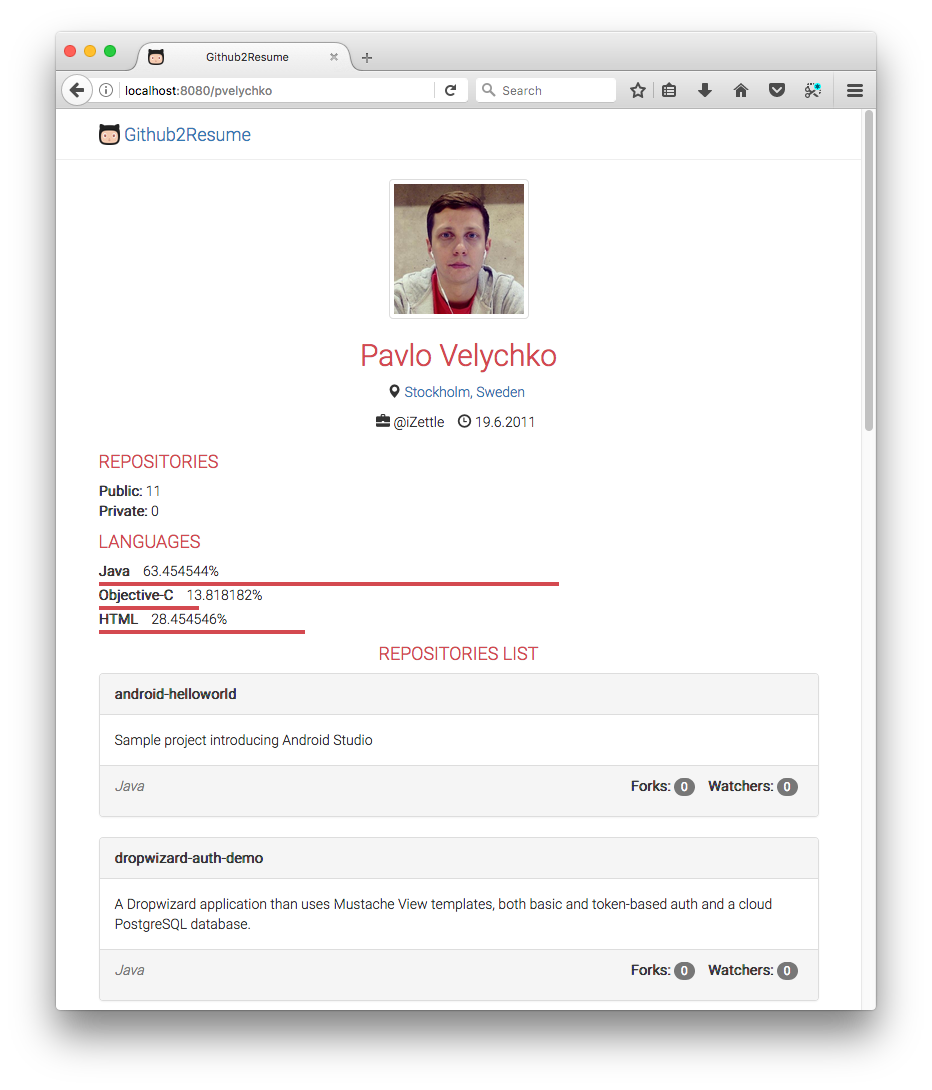 Github2Resume
localhost:8080/pvelychko
Search
Github2Resume
Pavlo Velychko
Stockholm, Sweden
@iZettle 19.6.2011
REPOSITORIES
Public: 11
Private: 0
LANGUAGES
Java 63.454544%
Objective-C 13.818182%
HTML 28.454546%
REPOSITORIES LIST
android-helloworld
Sample project introducing Android Studio
Java Forks: 0 Watchers: 0
dropwizard-auth-demo
A Dropwizard application than uses Mustache View templates, both basic and token-based auth and a cloud
PostgreSQL database.
Java Forks: 0 Watchers: 0